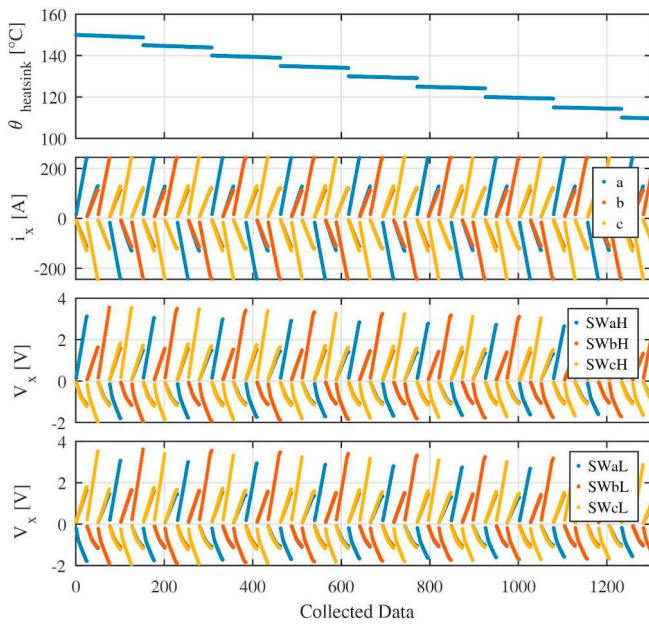 160
140
120
100
θ heatsink [°C]
200
0
-200
i_x [A]
a
b
c
4
2
0
-2
V_x [V]
SWaH
SWbH
SWcH
4
2
0
-2
V_x [V]
SWaL
SWbL
SWcL
0 200 400 600 800 1000 1200
Collected Data